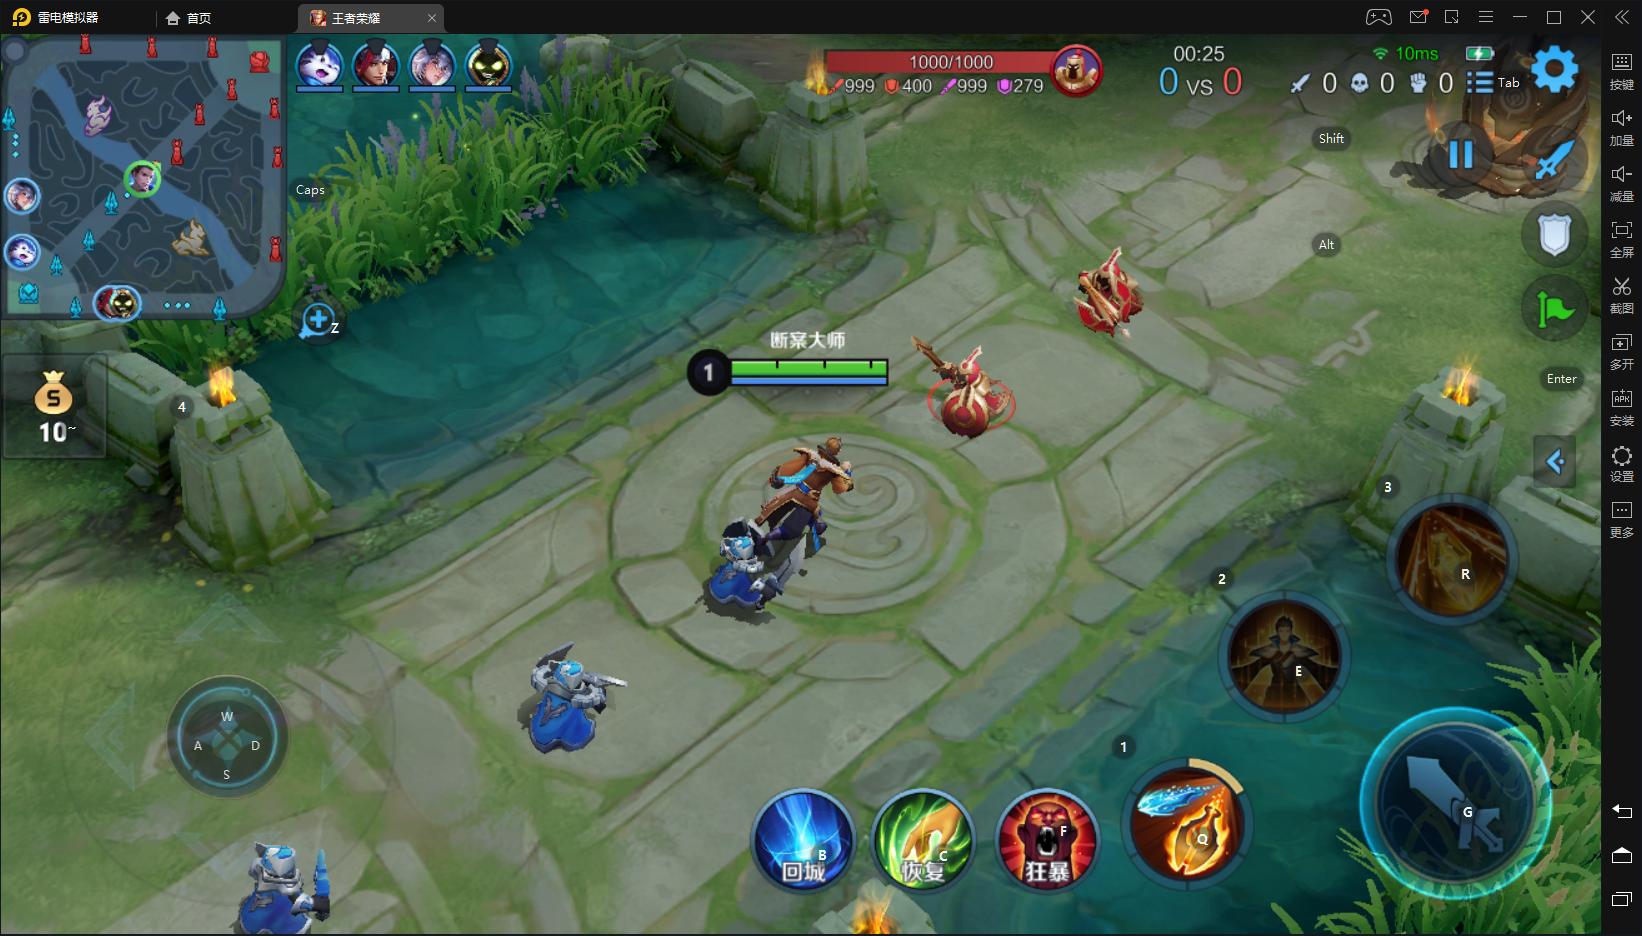 雷电模拟器
首页
王者荣耀
1000/1000
999
400
999
279
00:25
0 VS 0
10ms
0
0
0
Tab
Shift
Caps
Alt
Z
断案大师
1
S
10~
4
Enter
3
R
2
E
1
W
A
D
S
B
回城
C
恢复
F
狂暴
Q
G
按键
加量
减量
全屏
截图
多开
APK
安装
设置
更多